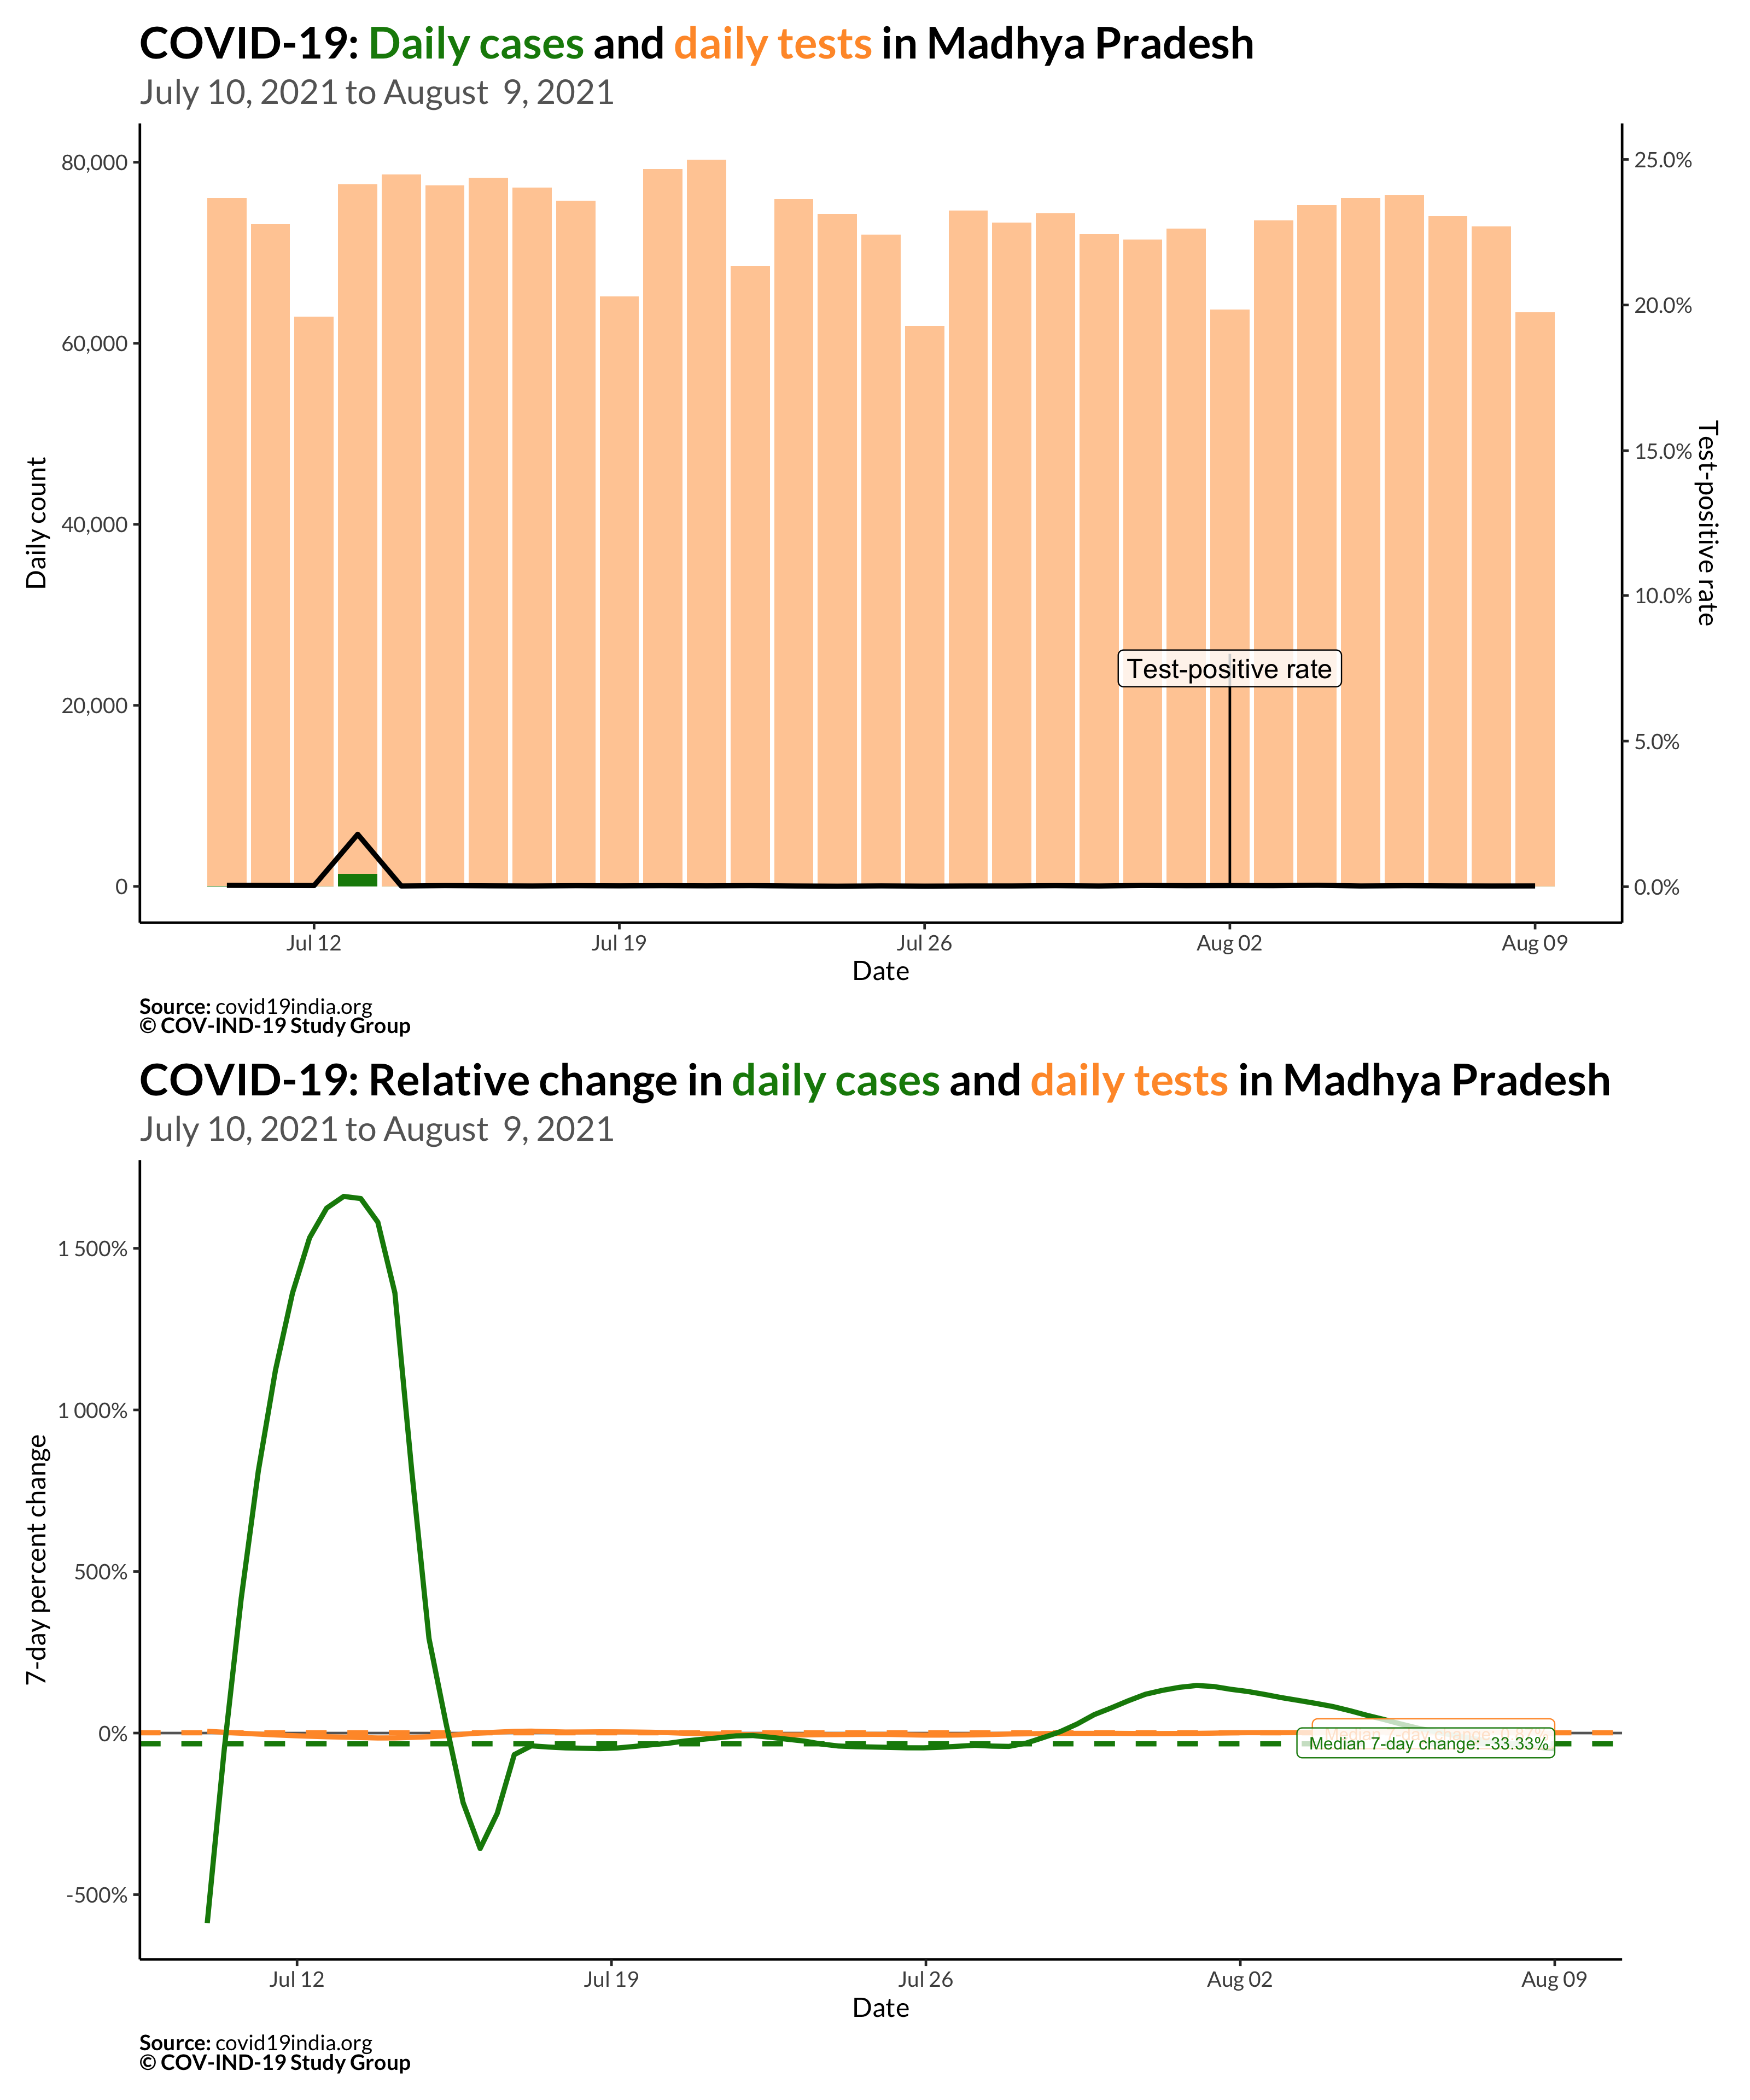 COVID-19: Daily cases and daily tests in Madhya Pradesh
July 10, 2021 to August 9, 2021
80,000
60,000
40,000
20,000
0
Daily count
25.0%
20.0%
15.0%
10.0%
5.0%
0.0%
Test-positive rate
Test-positive rate
Jul 12
Jul 19
Jul 26
Aug 02
Aug 09
Date
Source: covid19india.org
© COV-IND-19 Study Group
COVID-19: Relative change in daily cases and daily tests in Madhya Pradesh
July 10, 2021 to August 9, 2021
1 500%
1 000%
500%
0%
-500%
7-day percent change
Median 7-day change:
Median 7-day change: -33.33%
Jul 12
Jul 19
Jul 26
Aug 02
Aug 09
Date
Source: covid19india.org
© COV-IND-19 Study Group